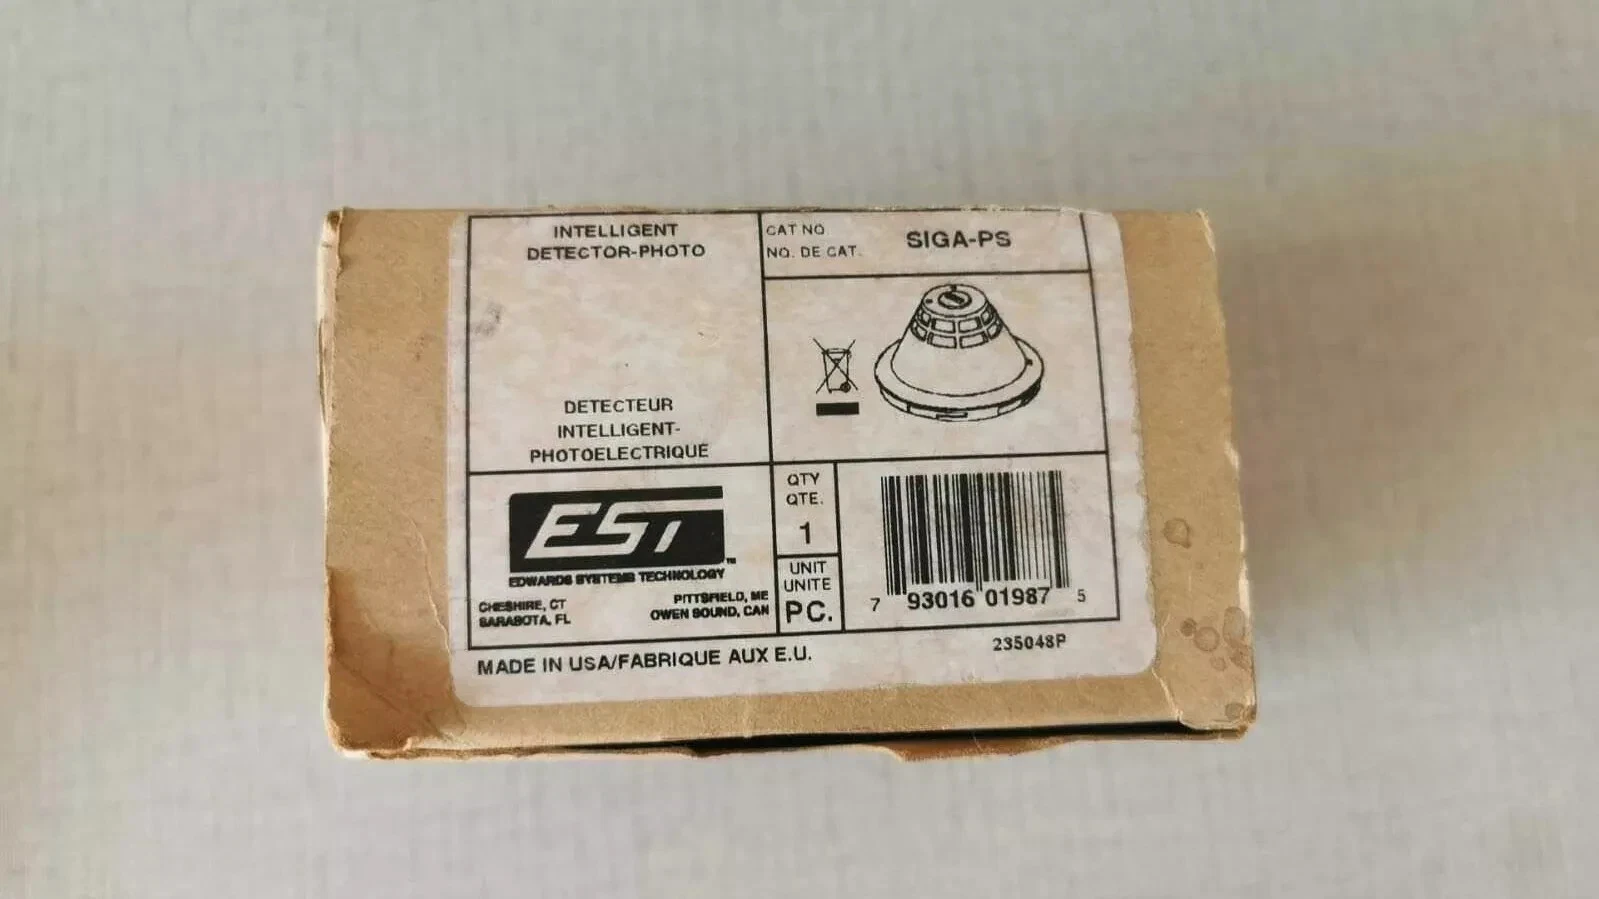 INTELLIGENT
DETECTOR-PHOTO
DETECTEUR
INTELLIGENT-
PHOTOELECTRIQUE
CAT NO
NO. DE CAT.
SIGA-PS
EST™
EDWARDS SYSTEMS TECHNOLOGY
CHESHIRE, CT
SARASOTA, FL
PITTSFIELD, ME
OWEN SOUND, CAN
QTY
QTE.
1
UNIT
UNITE
PC.
7 93016 01987 5
MADE IN USA/FABRIQUE AUX E.U.
235048P